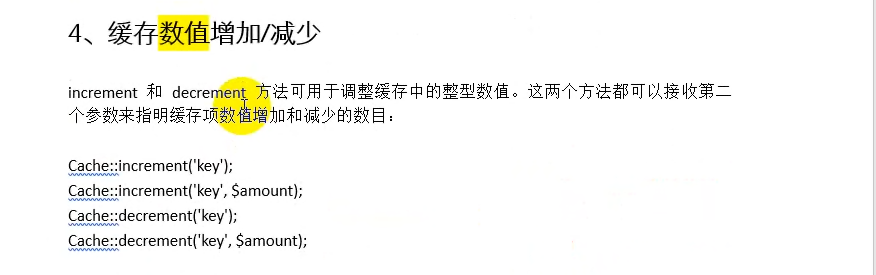 4、缓存数值增加/减少
increment 和 decrement 方法可用于调整缓存中的整型数值。这两个方法都可以接收第二
个参数来指明缓存项数值增加和减少的数目：
Cache::increment('key');
Cache::increment('key', $amount);
Cache::decrement('key');
Cache::decrement('key', $amount);